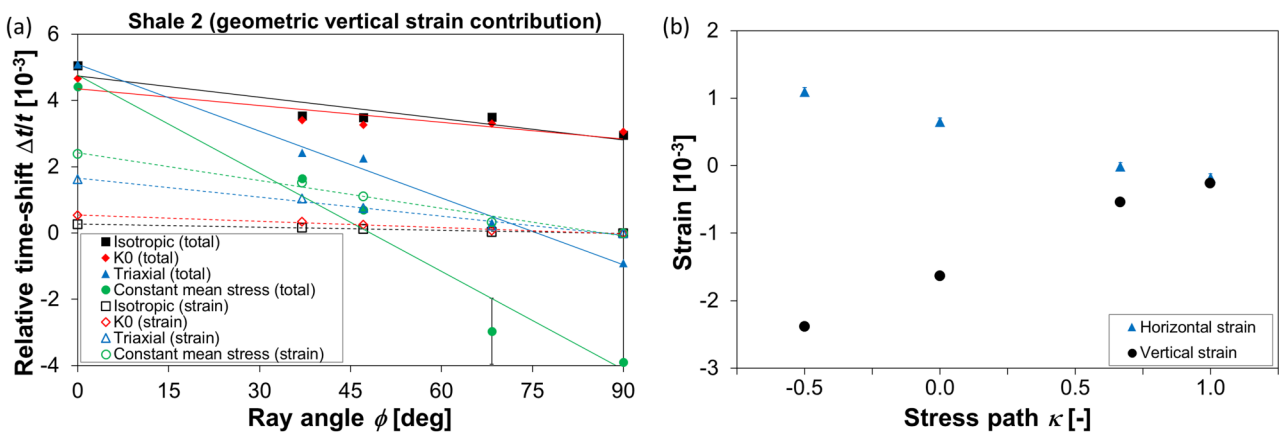 (a)
Shale 2 (geometric vertical strain contribution)
Relative time-shift Δt/t [10⁻³]
6
4
2
0
-2
-4
Isotropic (total)
K0 (total)
Triaxial (total)
Constant mean stress (total)
Isotropic (strain)
K0 (strain)
Triaxial (strain)
Constant mean stress (strain)
0 15 30 45 60 75 90
Ray angle ϕ [deg]
(b)
Strain [10⁻³]
2
1
0
-1
-2
-3
Horizontal strain
Vertical strain
-0.5 0.0 0.5 1.0
Stress path κ [-]